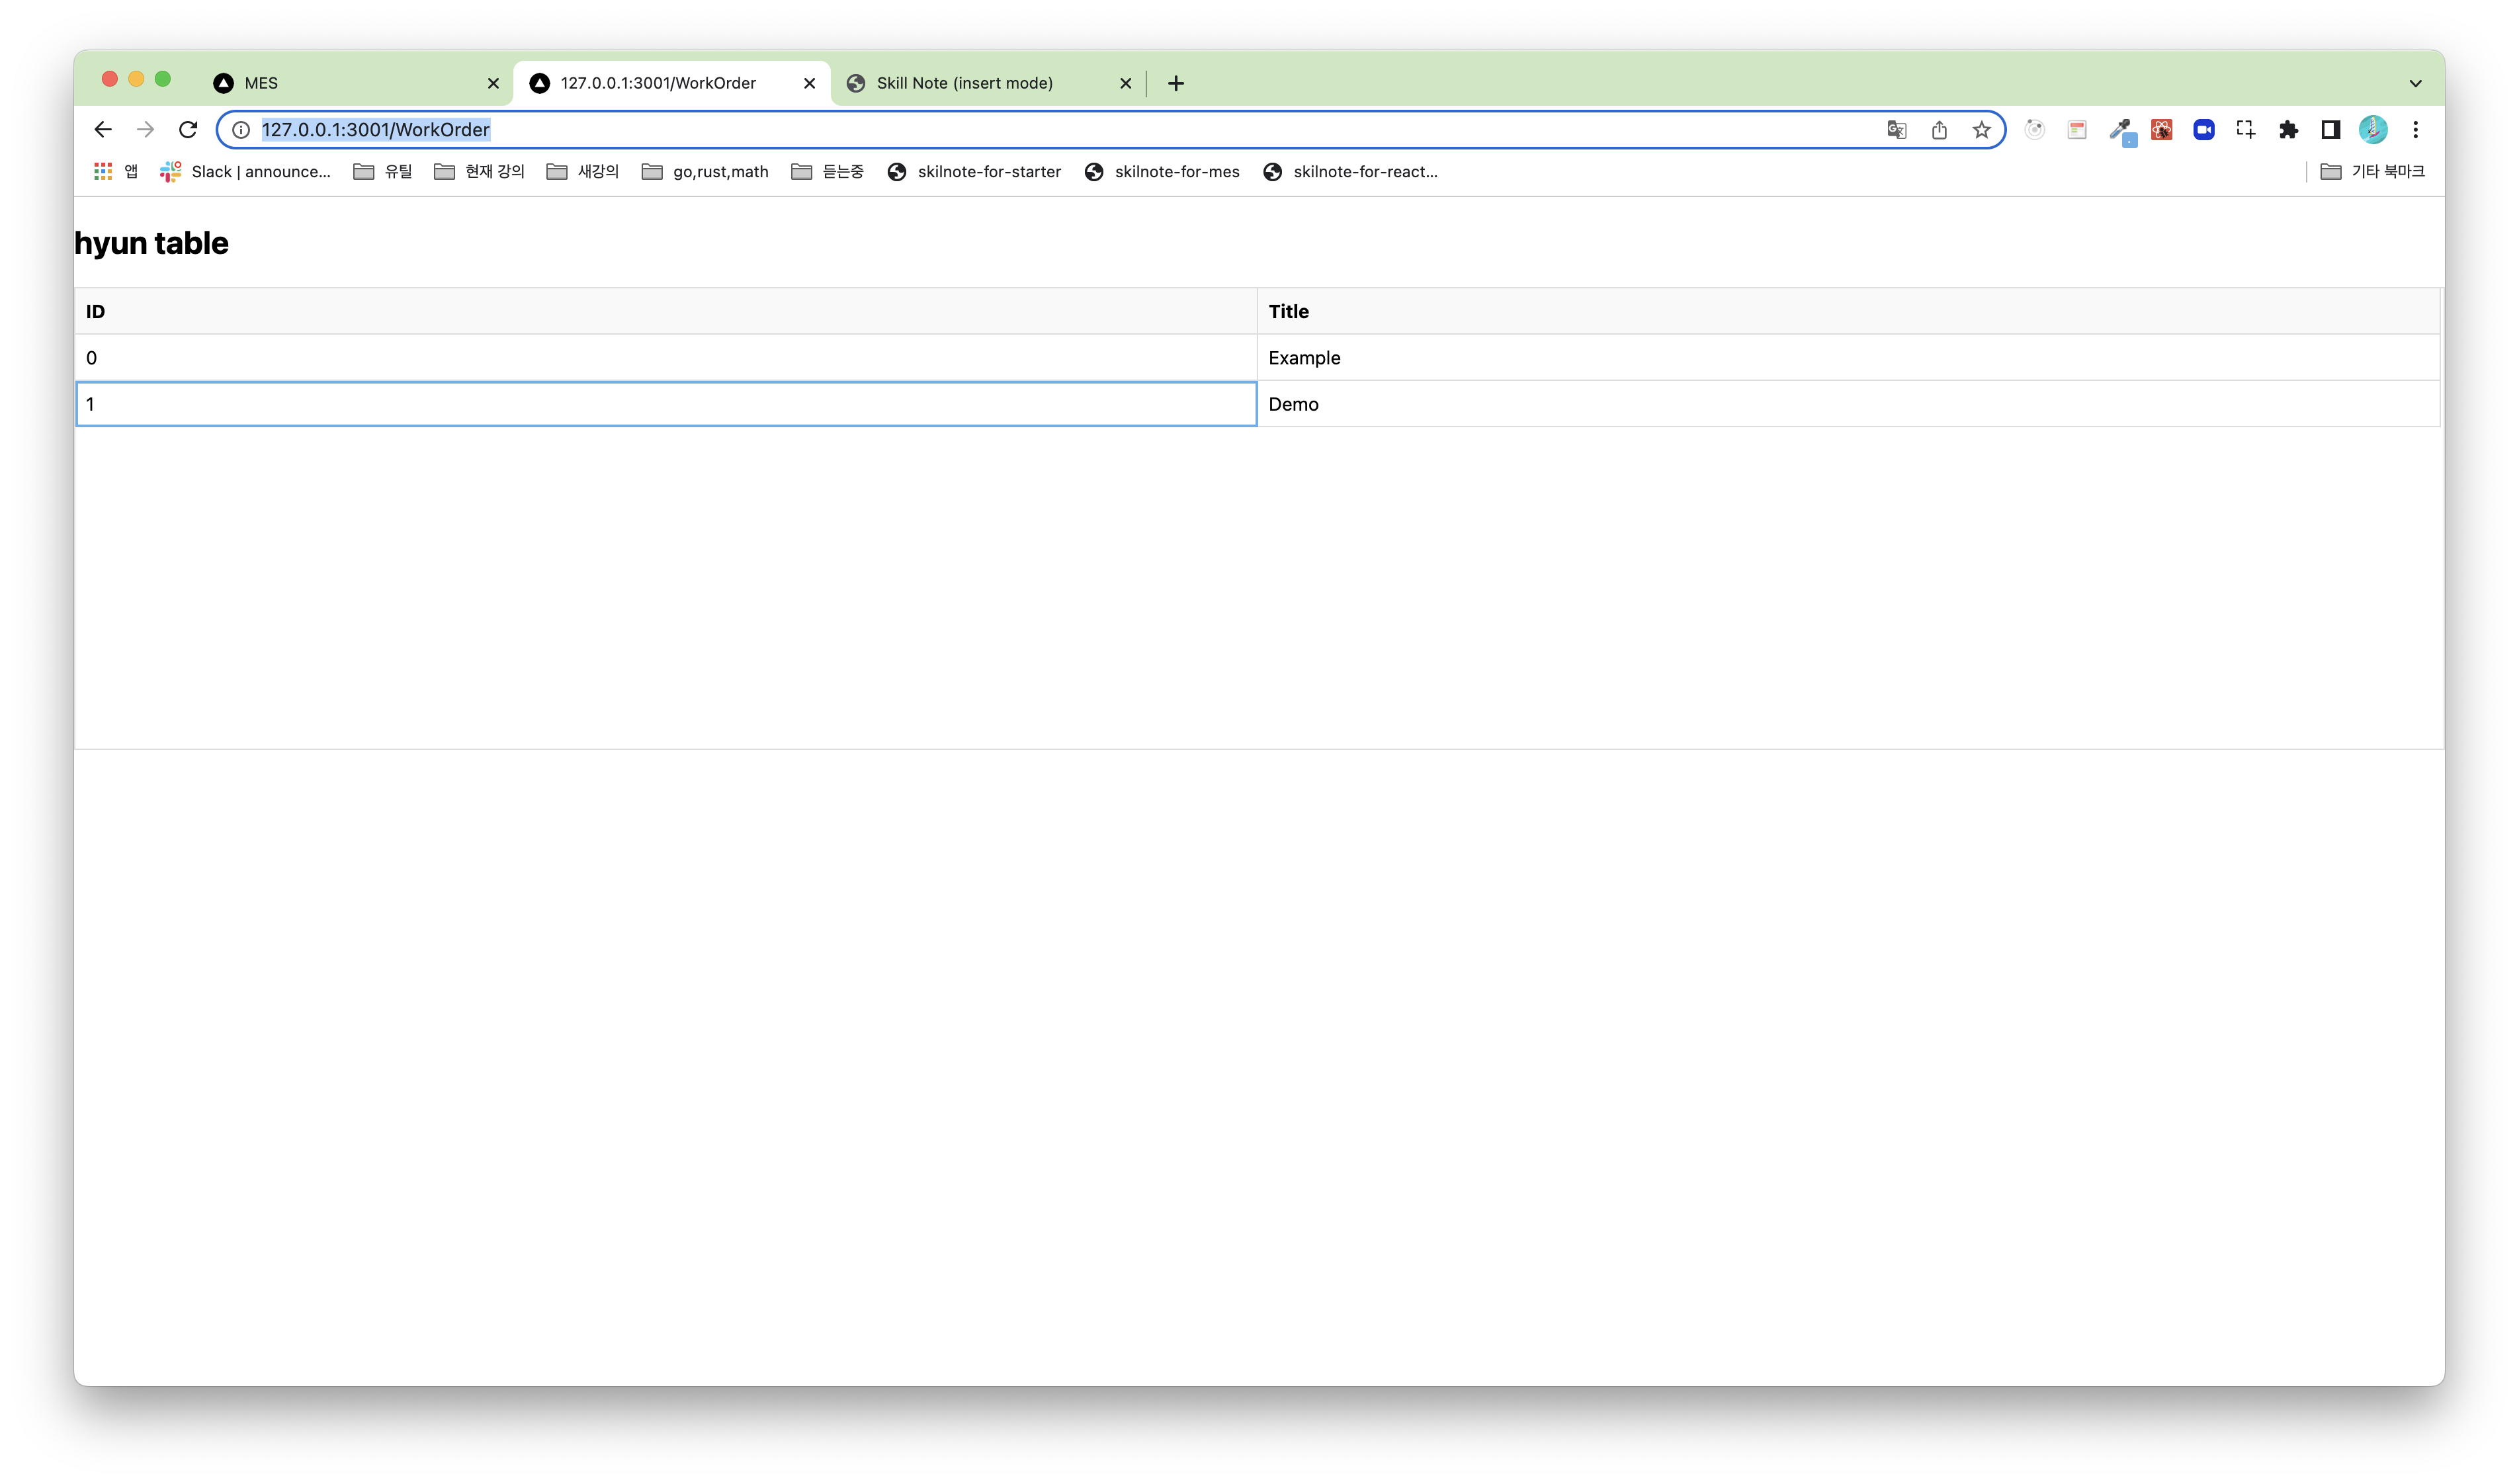 MES
127.0.0.1:3001/WorkOrder
Skill Note (insert mode)
127.0.0.1:3001/WorkOrder
앱 Slack | announce... 유틸 현재 강의 새강의 go,rust,math 듣는중 skilnote-for-starter skilnote-for-mes skilnote-for-react... 기타 북마크
hyun table
ID Title
0 Example
1 Demo